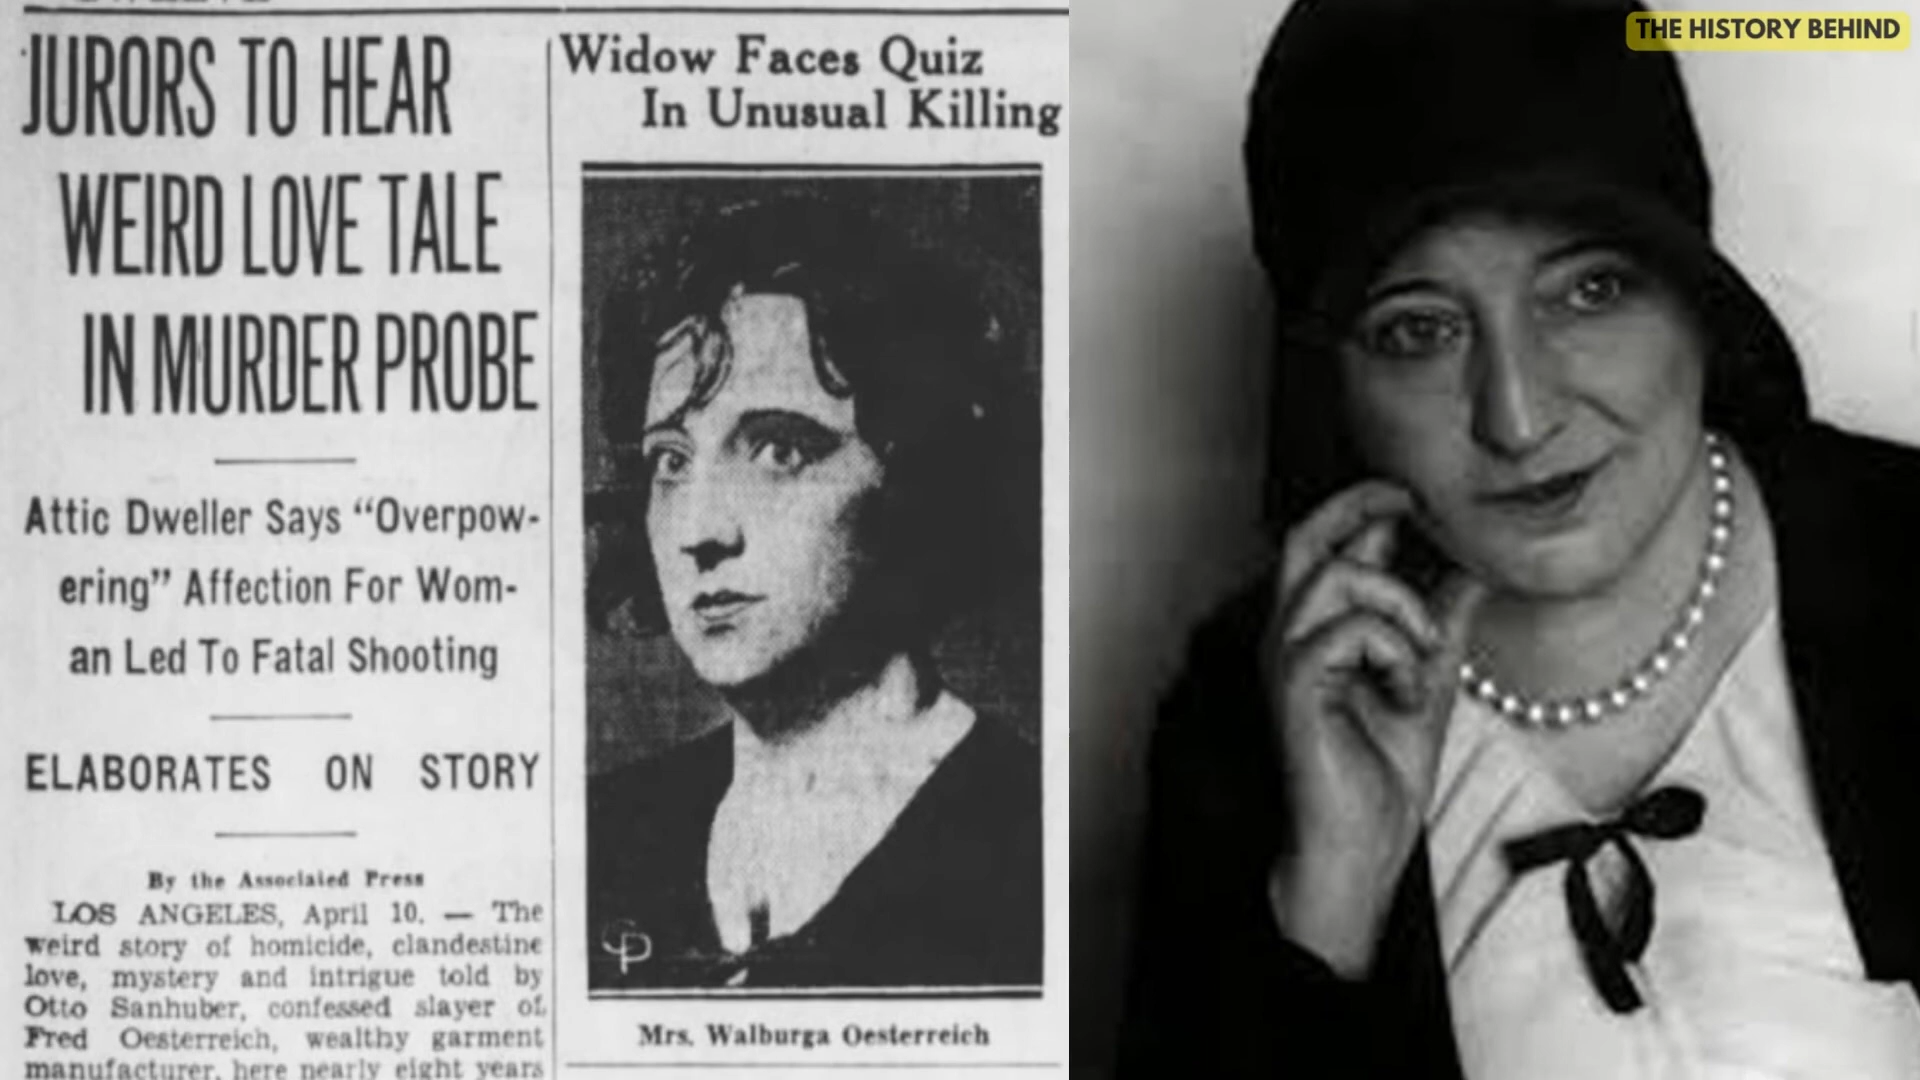 JURORS TO HEAR
WEIRD LOVE TALE
IN MURDER PROBE
Attic Dweller Says “Overpow-
ering” Affection For Wom-
an Led To Fatal Shooting
ELABORATES ON STORY
By the Associated Press
LOS ANGELES, April 10. — The
weird story of homicide, clandestine
love, mystery and intrigue told by
Otto Sanhuber, confessed slayer of
Fred Oesterreich, wealthy garment
manufacturer, here nearly eight years
Widow Faces Quiz
In Unusual Killing
CP
Mrs. Walburga Oesterreich
THE HISTORY BEHIND